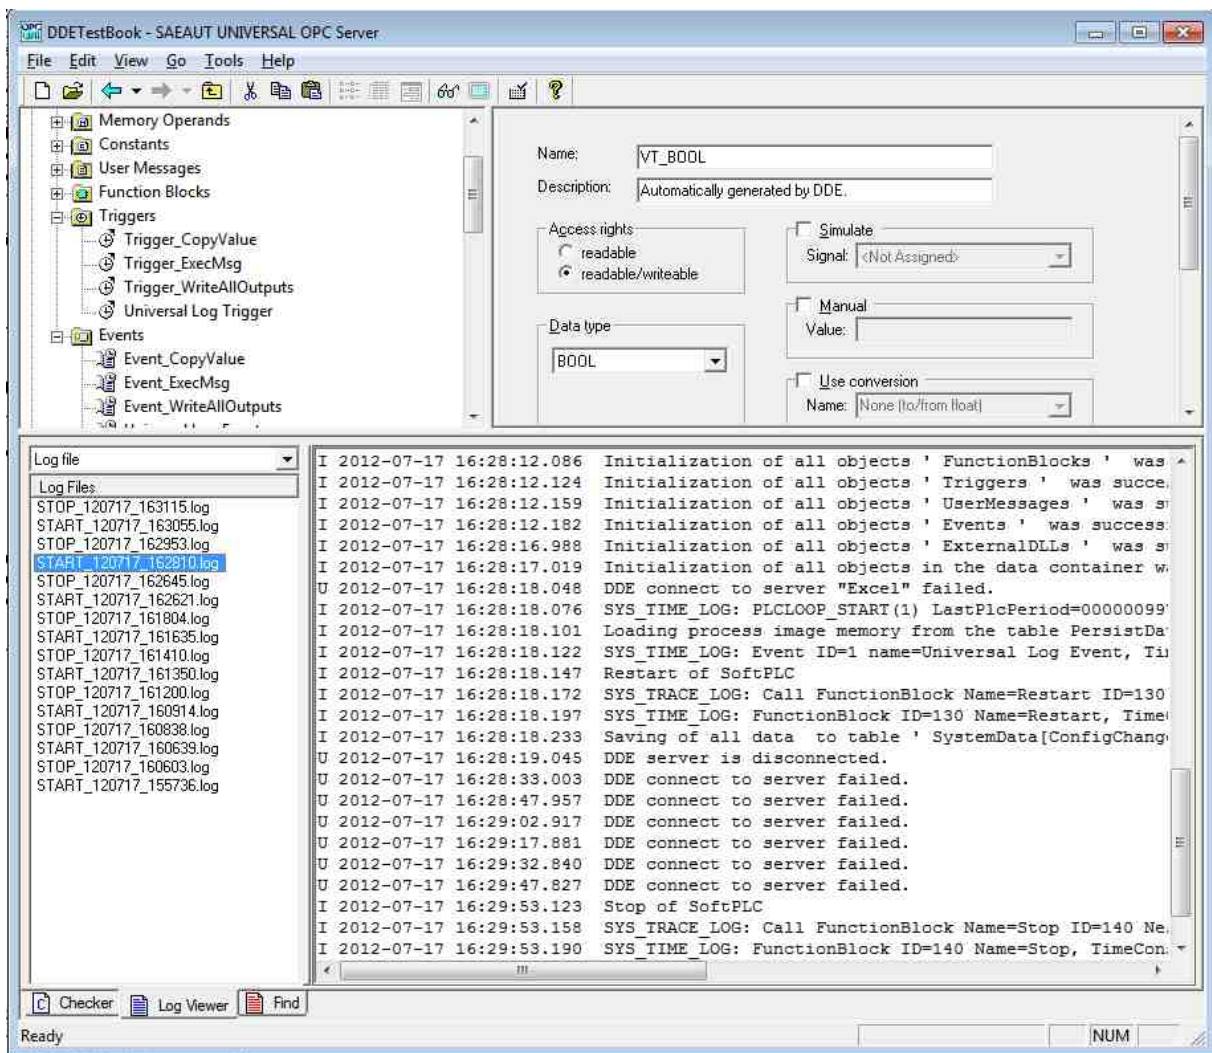 DDETestBook - SAEAUT UNIVERSAL OPC Server
File Edit View Go Tools Help
Memory Operands
Constants
User Messages
Function Blocks
Triggers
Trigger_CopyValue
Trigger_ExecMsg
Trigger_WriteAllOutputs
Universal Log Trigger
Events
Event_CopyValue
Event_ExecMsg
Event_WriteAllOutputs
Name: VT_BOOL
Description: Automatically generated by DDE.
Access rights
readable
readable/writeable
Data type
BOOL
Simulate
Signal: <Not Assigned>
Manual
Value:
Use conversion
Name: None (to/from float)
Log file
Log Files
STOP_120717_163115.log
START_120717_163055.log
STOP_120717_162953.log
START_120717_162810.log
STOP_120717_162645.log
START_120717_162621.log
STOP_120717_161804.log
START_120717_161635.log
STOP_120717_161410.log
START_120717_161350.log
STOP_120717_161200.log
START_120717_160914.log
STOP_120717_160838.log
START_120717_160639.log
STOP_120717_160603.log
START_120717_155736.log
I 2012-07-17 16:28:12.086 Initialization of all objects ' FunctionBlocks ' was
I 2012-07-17 16:28:12.124 Initialization of all objects ' Triggers ' was succe
I 2012-07-17 16:28:12.159 Initialization of all objects ' UserMessages ' was s
I 2012-07-17 16:28:12.182 Initialization of all objects ' Events ' was success
I 2012-07-17 16:28:16.988 Initialization of all objects ' ExternalDLLs ' was s
I 2012-07-17 16:28:17.019 Initialization of all objects in the data container w
U 2012-07-17 16:28:18.048 DDE connect to server "Excel" failed.
I 2012-07-17 16:28:18.076 SYS_TIME_LOG: PLCLOOP_START(1) LastPlcPeriod=00000099
I 2012-07-17 16:28:18.101 Loading process image memory from the table PersistDa
I 2012-07-17 16:28:18.122 SYS_TIME_LOG: Event ID=1 name=Universal Log Event, Ti
I 2012-07-17 16:28:18.147 Restart of SoftPLC
I 2012-07-17 16:28:18.172 SYS_TRACE_LOG: Call FunctionBlock Name=Restart ID=130
I 2012-07-17 16:28:18.197 SYS_TIME_LOG: FunctionBlock ID=130 Name=Restart, Time
I 2012-07-17 16:28:18.233 Saving of all data to table ' SystemData[ConfigChang
U 2012-07-17 16:28:19.045 DDE server is disconnected.
U 2012-07-17 16:28:33.003 DDE connect to server failed.
U 2012-07-17 16:28:47.957 DDE connect to server failed.
U 2012-07-17 16:29:02.917 DDE connect to server failed.
U 2012-07-17 16:29:17.881 DDE connect to server failed.
U 2012-07-17 16:29:32.840 DDE connect to server failed.
U 2012-07-17 16:29:47.827 DDE connect to server failed.
I 2012-07-17 16:29:53.123 Stop of SoftPLC
I 2012-07-17 16:29:53.158 SYS_TRACE_LOG: Call FunctionBlock Name=Stop ID=140 Ne
I 2012-07-17 16:29:53.190 SYS_TIME_LOG: FunctionBlock ID=140 Name=Stop, TimeCon
Checker Log Viewer Find
Ready NUM